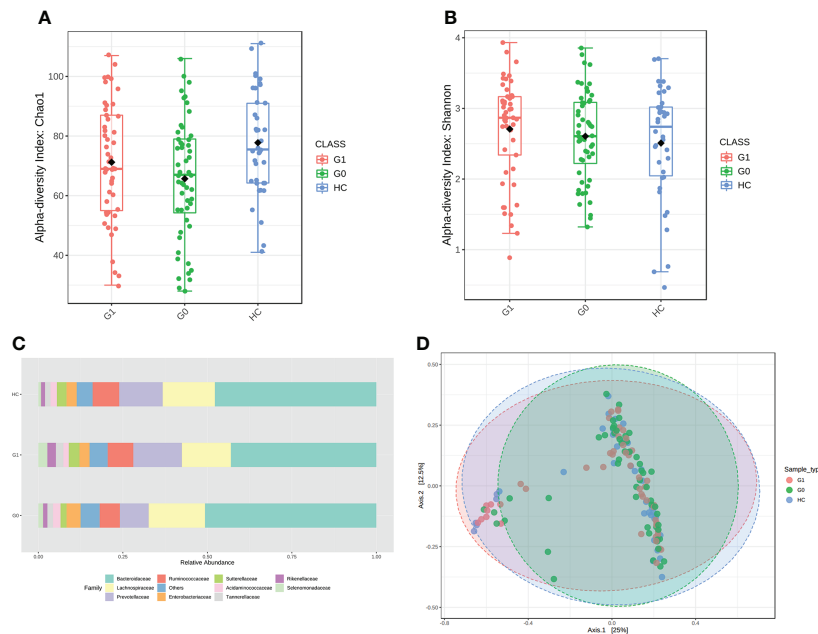 A
Alpha-diversity Index: Chao1
100
80
60
40
G1
G0
HC
CLASS
G1
G0
HC
B
Alpha-diversity Index: Shannon
4
3
2
1
G1
G0
HC
CLASS
G1
G0
HC
C
HC
G1
G0
0.00
0.25
0.50
0.75
1.00
Relative Abundance
Family
Bacteroidaceae
Ruminococcaceae
Sutterellaceae
Rikenellaceae
Lachnospiraceae
Others
Acidaminococcaceae
Selenomonadaceae
Prevotellaceae
Enterobacteriaceae
Tannerellaceae
D
Axis.2 [12.5%]
0.50
0.25
0.00
-0.25
-0.50
-0.8
-0.4
0.0
0.4
Axis.1 [25%]
Sample_typ
G1
G0
HC